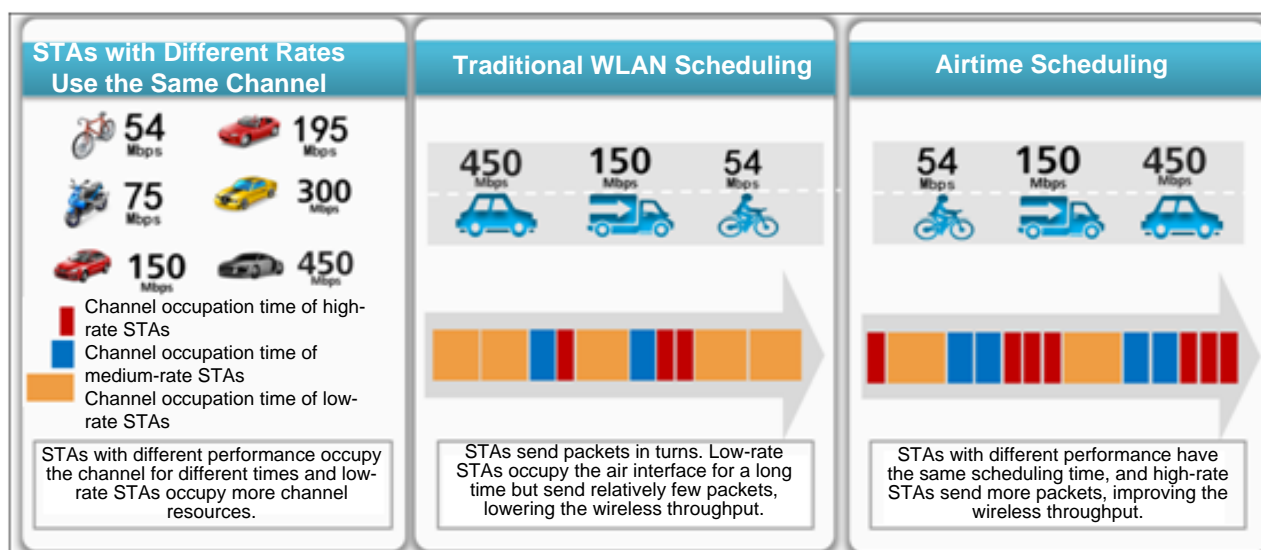 STAs with Different Rates
Use the Same Channel
54
Mbps
195
Mbps
75
Mbps
300
Mbps
150
Mbps
450
Mbps
Channel occupation time of high-
rate STAs
Channel occupation time of
medium-rate STAs
Channel occupation time of low-
rate STAs
STAs with different performance occupy
the channel for different times and low-
rate STAs occupy more channel
resources.
Traditional WLAN Scheduling
450
Mbps
150
Mbps
54
Mbps
STAs send packets in turns. Low-rate
STAs occupy the air interface for a long
time but send relatively few packets,
lowering the wireless throughput.
Airtime Scheduling
54
Mbps
150
Mbps
450
Mbps
STAs with different performance have
the same scheduling time, and high-rate
STAs send more packets, improving the
wireless throughput.